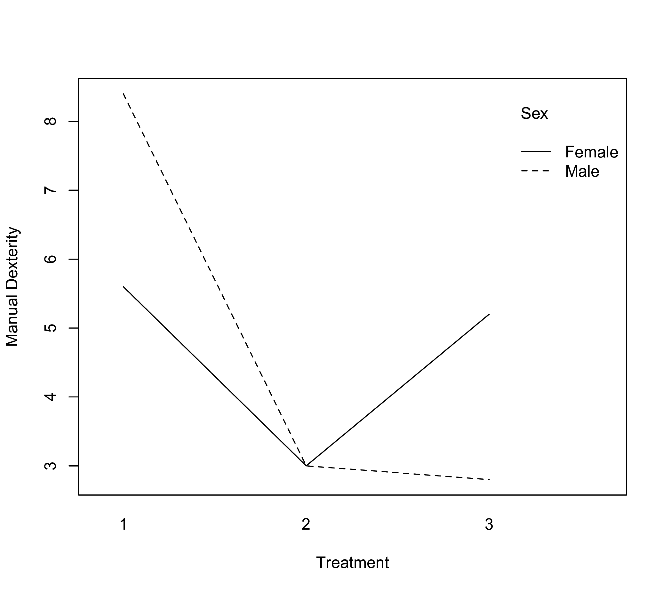 Sex
Female
Male
8
7
6
5
4
3
Manual Dexterity
1 2 3
Treatment